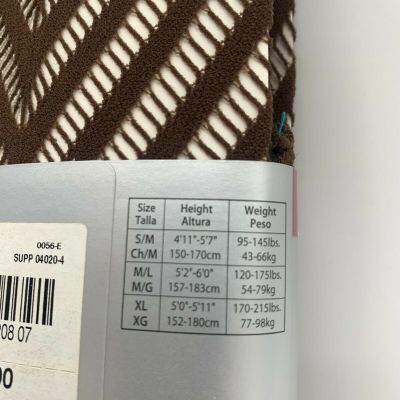 0056-E
SUPP 04020-4
08 07
00
Size Height Weight
Talla Altura Peso
S/M 4'11"-5'7" 95-145lbs.
Ch/M 150-170cm 43-66kg
M/L 5'2"-6'0" 120-175lbs.
M/G 157-183cm 54-79kg
XL 5'0"-5'11" 170-215lbs.
XG 152-180cm 77-98kg